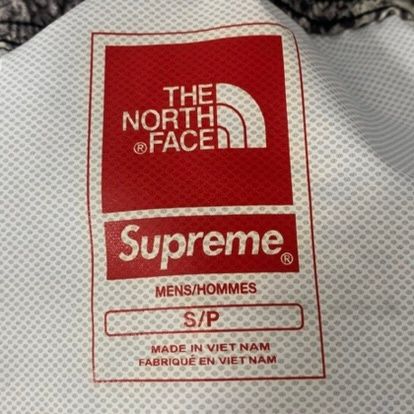 THE
NORTH
®FACE
Supreme®
MENS/HOMMES
S/P
MADE IN VIET NAM
FABRIQUÉ EN VIET NAM